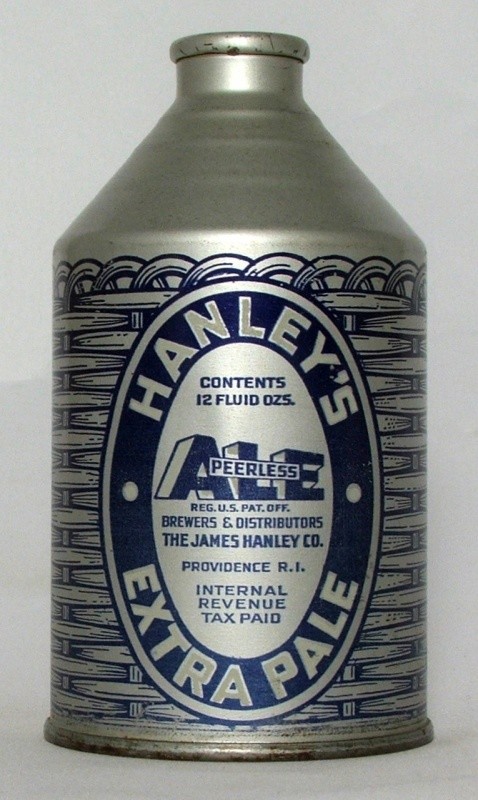 HANLEY'S
CONTENTS
12 FLUID OZS.
ALE
PEERLESS
REG. U.S. PAT. OFF.
BREWERS & DISTRIBUTORS
THE JAMES HANLEY CO.
PROVIDENCE R.I.
INTERNAL
REVENUE
TAX PAID
EXTRA PALE